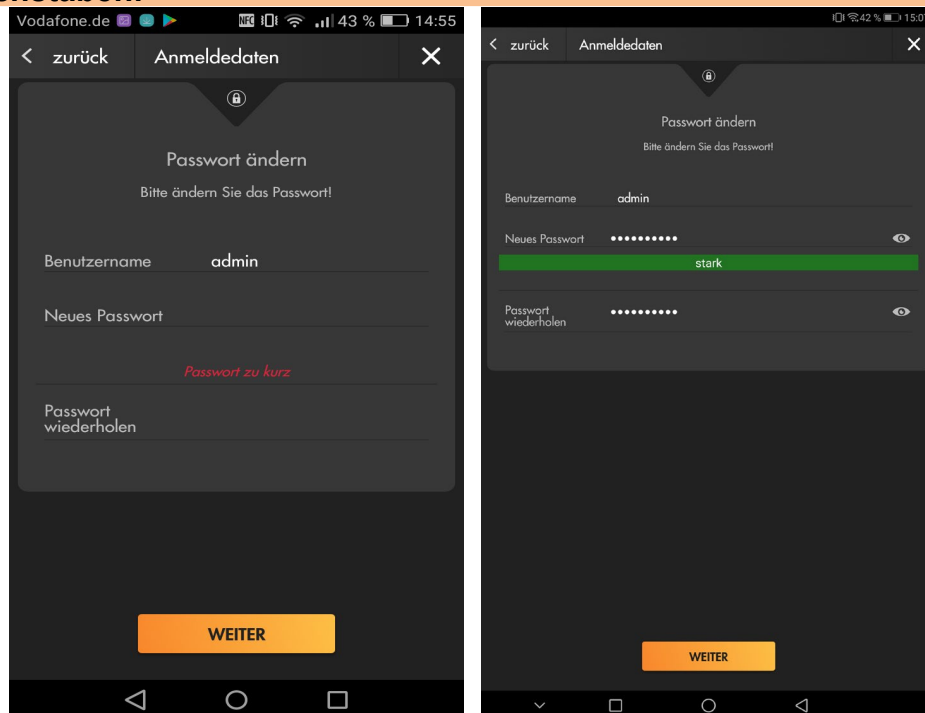 Vodafone.de 43 % 14:55
zurück Anmeldedaten
Passwort ändern
Bitte ändern Sie das Passwort!
Benutzername admin
Neues Passwort
Passwort zu kurz
Passwort
wiederholen
WEITER
42 %
zurück Anmeldedaten
Passwort ändern
Bitte ändern Sie das Passwort!
Benutzername admin
Neues Passwort ••••••••••
stark
Passwort
wiederholen ••••••••••
WEITER